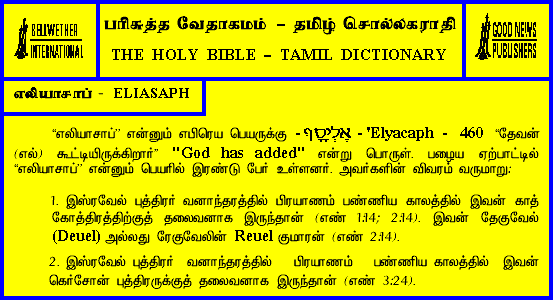 BELLWETHER
INTERNATIONAL
பரிசுத்த வேதாகமம் – தமிழ் சொல்லகராதி
THE HOLY BIBLE – TAMIL DICTIONARY
GOOD NEWS
PUBLISHERS
எலியாசாப் - ELIASAPH
“எலியாசாப்” என்னும் எபிரெய பெயருக்கு - אֶלְיָסָף - 'Elyacaph - 460 “தேவன்
(எல்) கூட்டியிருக்கிறார்” "God has added" என்று பொருள். பழைய ஏற்பாட்டில்
“எலியாசாப்” என்னும் பெயரில் இரண்டு பேர் உள்ளனர். அவர்களின் விவரம் வருமாறு:
1. இஸ்ரவேல் புத்திரர் வனாந்தரத்தில் பிரயாணம் பண்ணிய காலத்தில் இவன் காத்
கோத்திரத்திற்குத் தலைவனாக இருந்தான் (எண் 1:14; 2:14). இவன் தேகுவேல்
(Deuel) அல்லது ரேகுவேலின் Reuel குமாரன் (எண் 2:14).
2. இஸ்ரவேல் புத்திரர் வனாந்தரத்தில் பிரயாணம் பண்ணிய காலத்தில் இவன்
கெர்சோன் புத்திரருக்குத் தலைவனாக இருந்தான் (எண் 3:24).